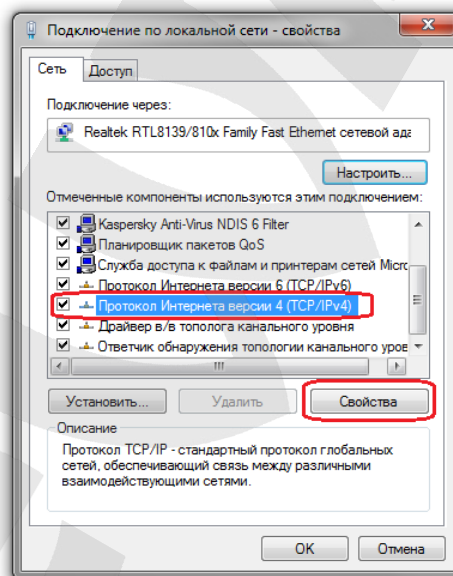 Подключение по локальной сети - свойства
Сеть
Доступ
Подключение через:
Realtek RTL8139/810x Family Fast Ethernet сетевой ада
Настроить...
Отмеченные компоненты используются этим подключением:
Kaspersky Anti-Virus NDIS 6 Filter
Планировщик пакетов QoS
Служба доступа к файлам и принтерам сетей Micro
Протокол Интернета версии 6 (TCP/IPv6)
Протокол Интернета версии 4 (TCP/IPv4)
Драйвер в/в тополога канального уровня
Ответчик обнаружения топологии канального уров
Установить...
Удалить
Свойства
Описание
Протокол TCP/IP - стандартный протокол глобальных
сетей, обеспечивающий связь между различными
взаимодействующими сетями.
OK
Отмена